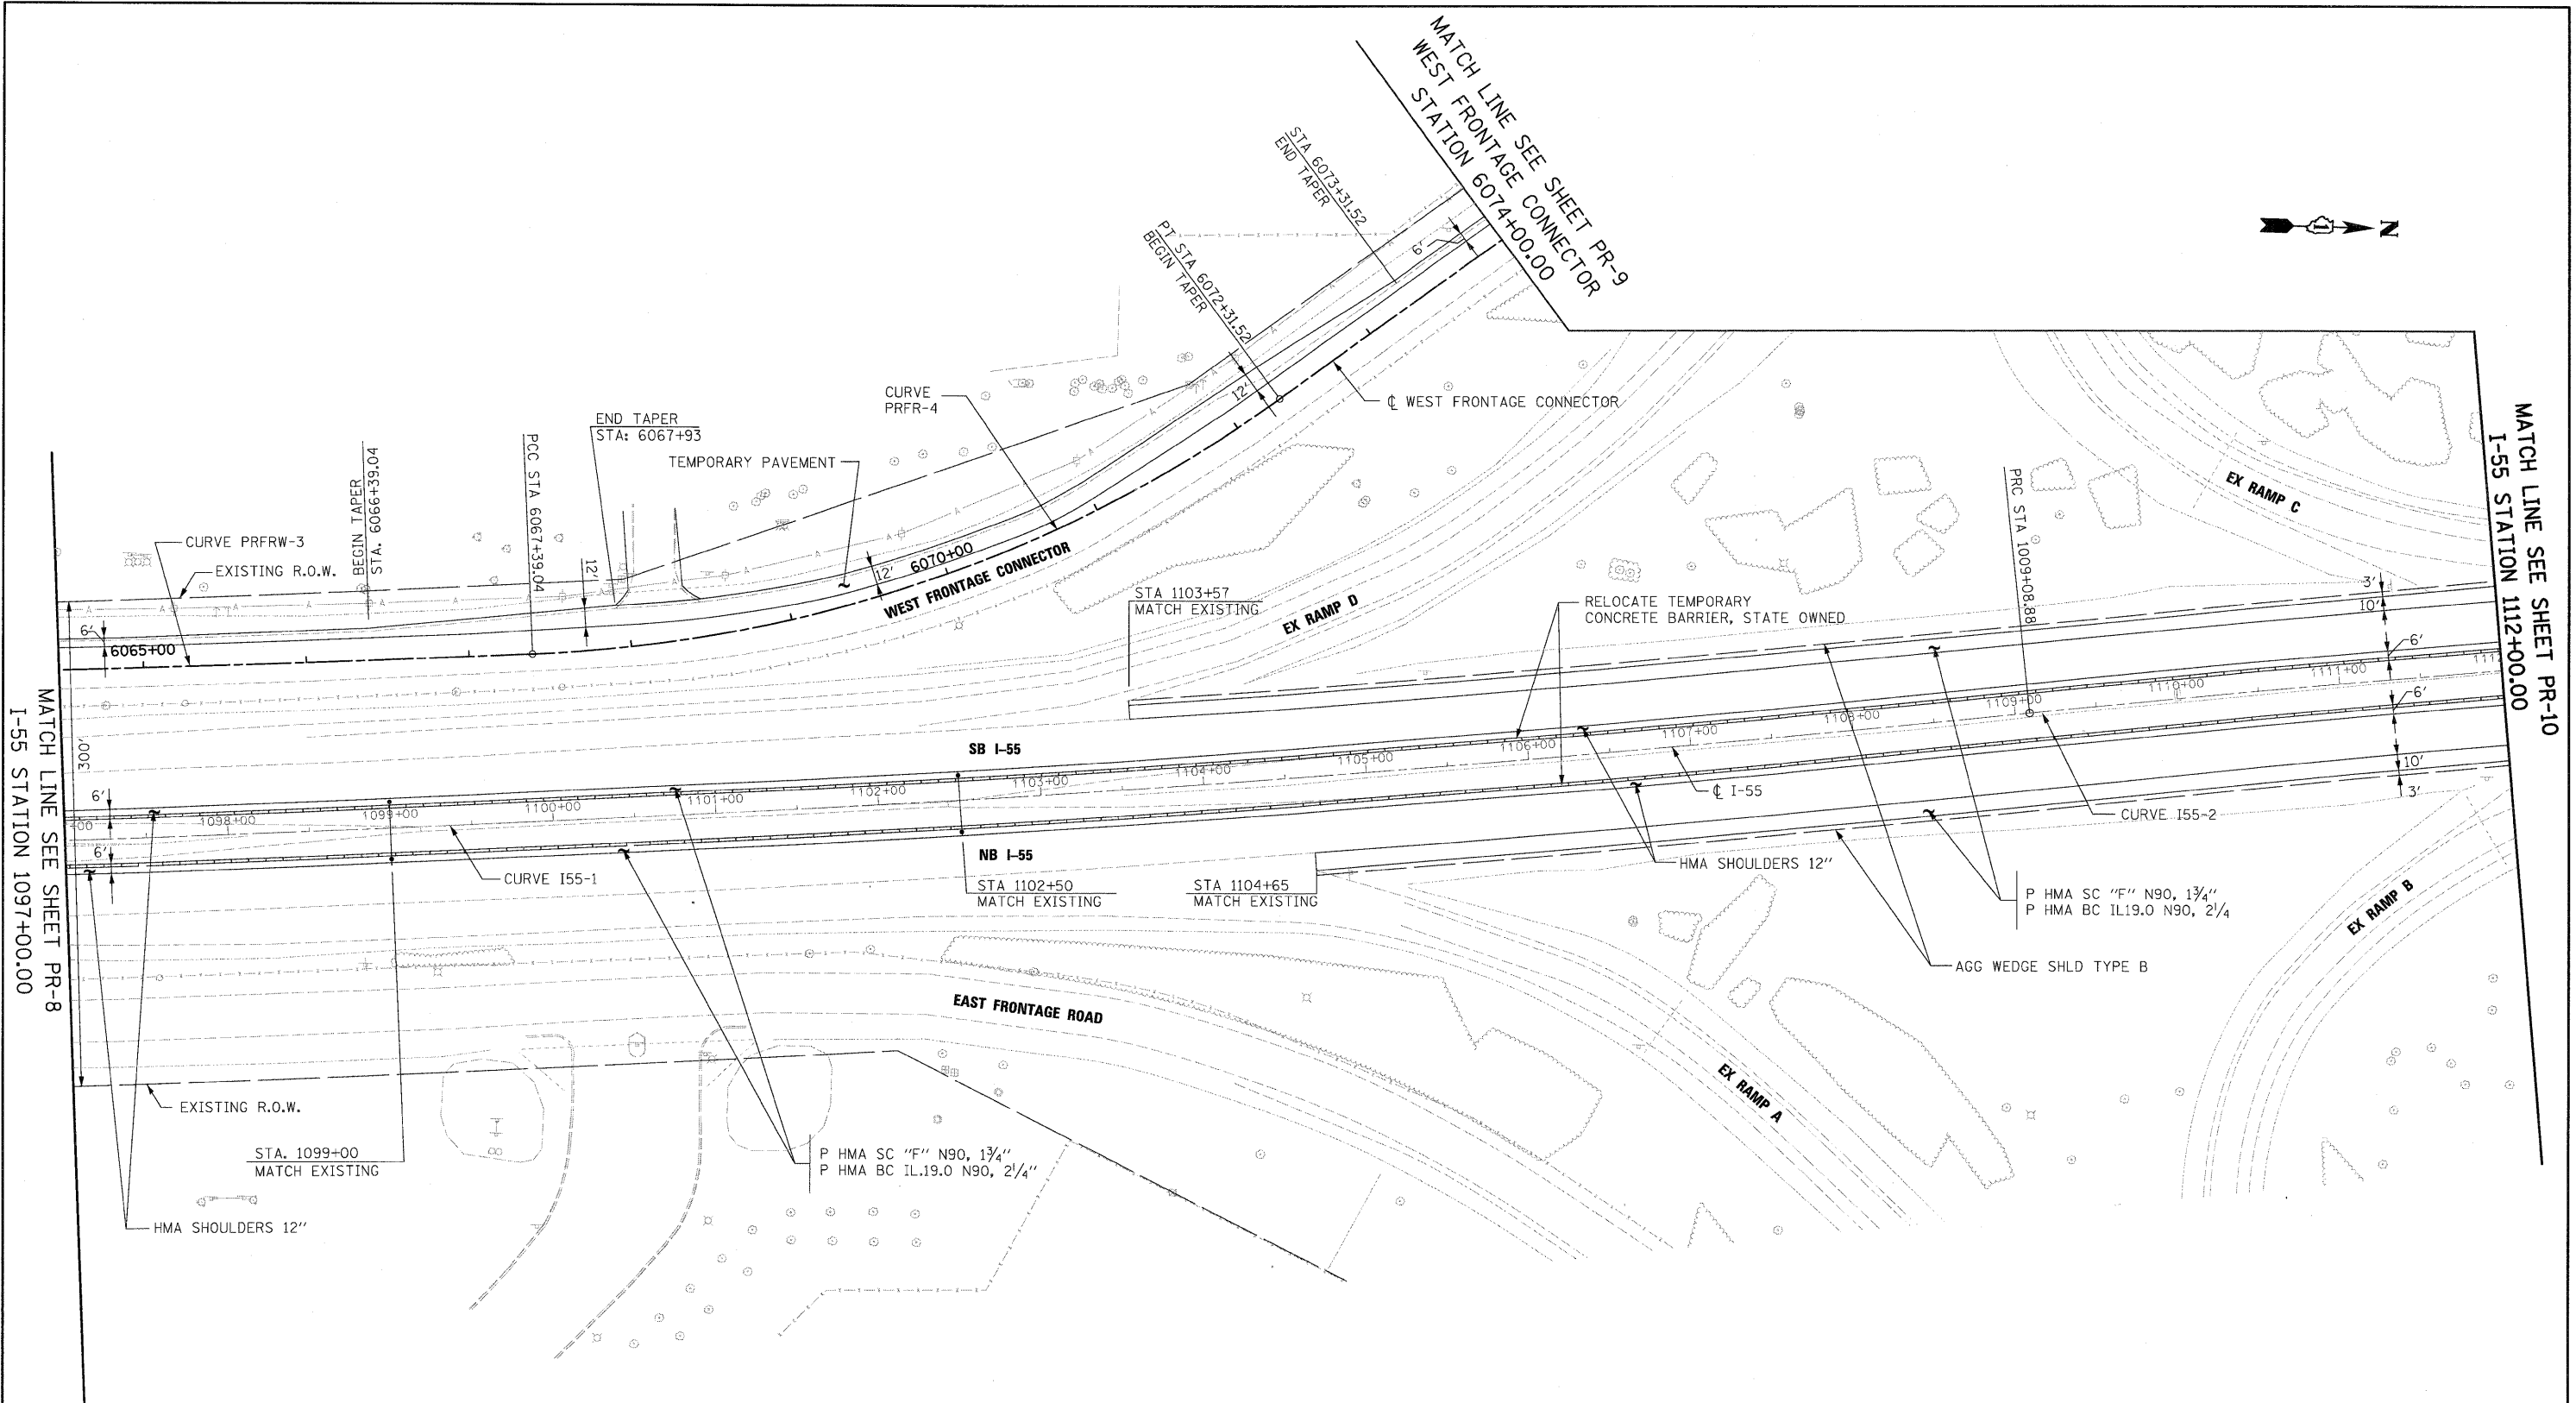 MATCH LINE SEE SHEET PR-9
WEST FRONTAGE CONNECTOR
STATION 6074+00.00
N
STA 6073+31.52
END TAPER
PT STA 6072+31.52
BEGIN TAPER
6'
12'
CURVE
PRFR-4
℄ WEST FRONTAGE CONNECTOR
END TAPER
STA: 6067+93
TEMPORARY PAVEMENT
PCC STA 6067+39.04
BEGIN TAPER
STA. 6066+39.04
CURVE PRFRW-3
EXISTING R.O.W.
12'
12'
6070+00
WEST FRONTAGE CONNECTOR
6'
6065+00
STA 1103+57
MATCH EXISTING
EX RAMP D
RELOCATE TEMPORARY
CONCRETE BARRIER, STATE OWNED
PRC STA 1009+08.88
EX RAMP C
MATCH LINE SEE SHEET PR-10
I-55 STATION 1112+00.00
3'
10'
6'
6'
10'
3'
MATCH LINE SEE SHEET PR-8
I-55 STATION 1097+00.00
300'
6'
6'
SB I-55
+00
1098+00
1099+00
1100+00
1101+00
1102+00
1103+00
1104+00
1105+00
1106+00
1107+00
1108+00
1109+00
1110+00
1111+00
℄ I-55
CURVE I55-2
CURVE I55-1
NB I-55
STA 1102+50
MATCH EXISTING
STA 1104+65
MATCH EXISTING
HMA SHOULDERS 12"
P HMA SC "F" N90, 1¾"
P HMA BC IL19.0 N90, 2¼
AGG WEDGE SHLD TYPE B
EX RAMP B
EAST FRONTAGE ROAD
EX RAMP A
EXISTING R.O.W.
STA. 1099+00
MATCH EXISTING
P HMA SC "F" N90, 1¾"
P HMA BC IL.19.0 N90, 2¼"
HMA SHOULDERS 12"